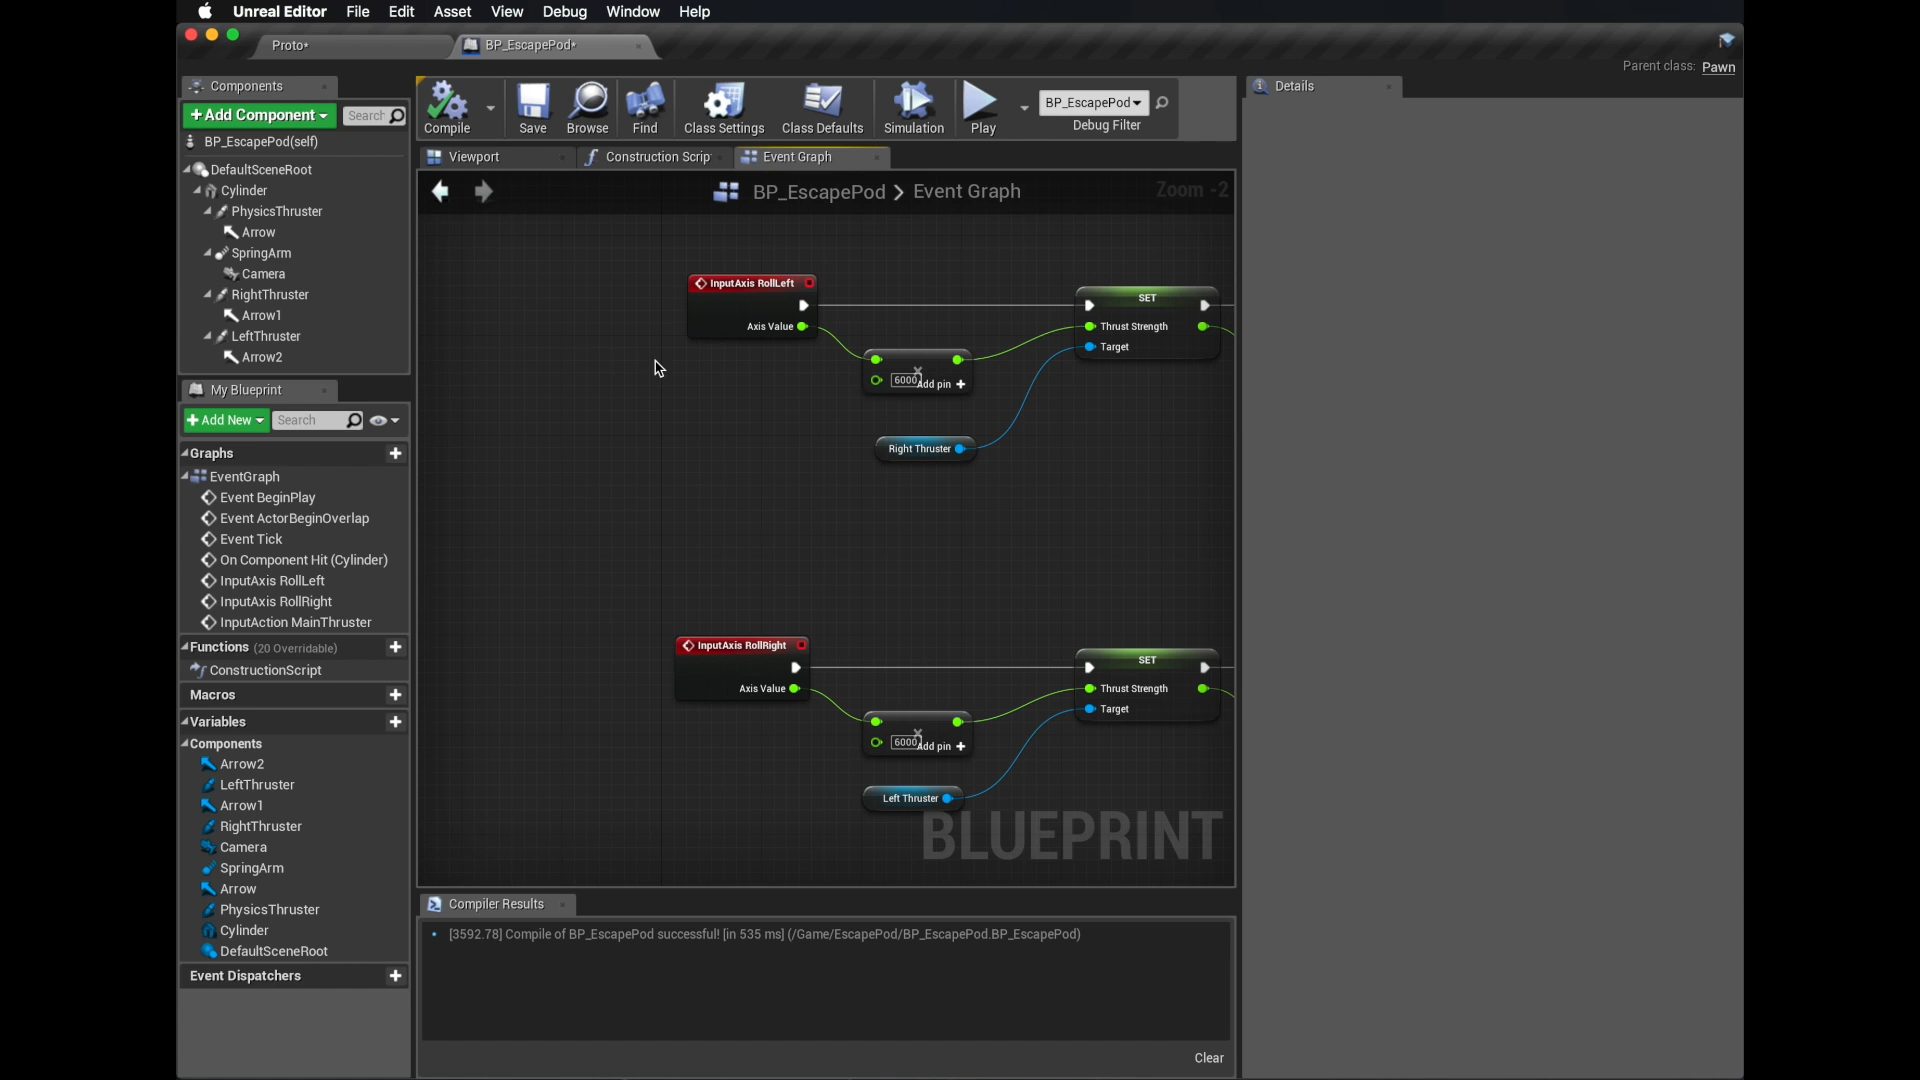 Unreal Editor File Edit Asset View Debug Window Help
Proto*
BP_EscapePod*
Parent class: Pawn
Components
+Add Component
Search
BP_EscapePod(self)
DefaultSceneRoot
Cylinder
PhysicsThruster
Arrow
SpringArm
Camera
RightThruster
Arrow1
LeftThruster
Arrow2
My Blueprint
+Add New
Search
Graphs
EventGraph
Event BeginPlay
Event ActorBeginOverlap
Event Tick
On Component Hit (Cylinder)
InputAxis RollLeft
InputAxis RollRight
InputAction MainThruster
Functions (20 Overridable)
ConstructionScript
Macros
Variables
Components
Arrow2
LeftThruster
Arrow1
RightThruster
Camera
SpringArm
Arrow
PhysicsThruster
Cylinder
DefaultSceneRoot
Event Dispatchers
Compile
Save
Browse
Find
Class Settings
Class Defaults
Simulation
Play
BP_EscapePod
Debug Filter
Viewport
Construction Scrip
Event Graph
BP_EscapePod > Event Graph
Zoom -2
InputAxis RollLeft
Axis Value
6000
Add pin +
Right Thruster
SET
Thrust Strength
Target
InputAxis RollRight
Axis Value
6000
Add pin +
Left Thruster
SET
Thrust Strength
Target
BLUEPRINT
Compiler Results
[3592.78] Compile of BP_EscapePod successful! [in 535 ms] (/Game/EscapePod/BP_EscapePod.BP_EscapePod)
Clear
Details